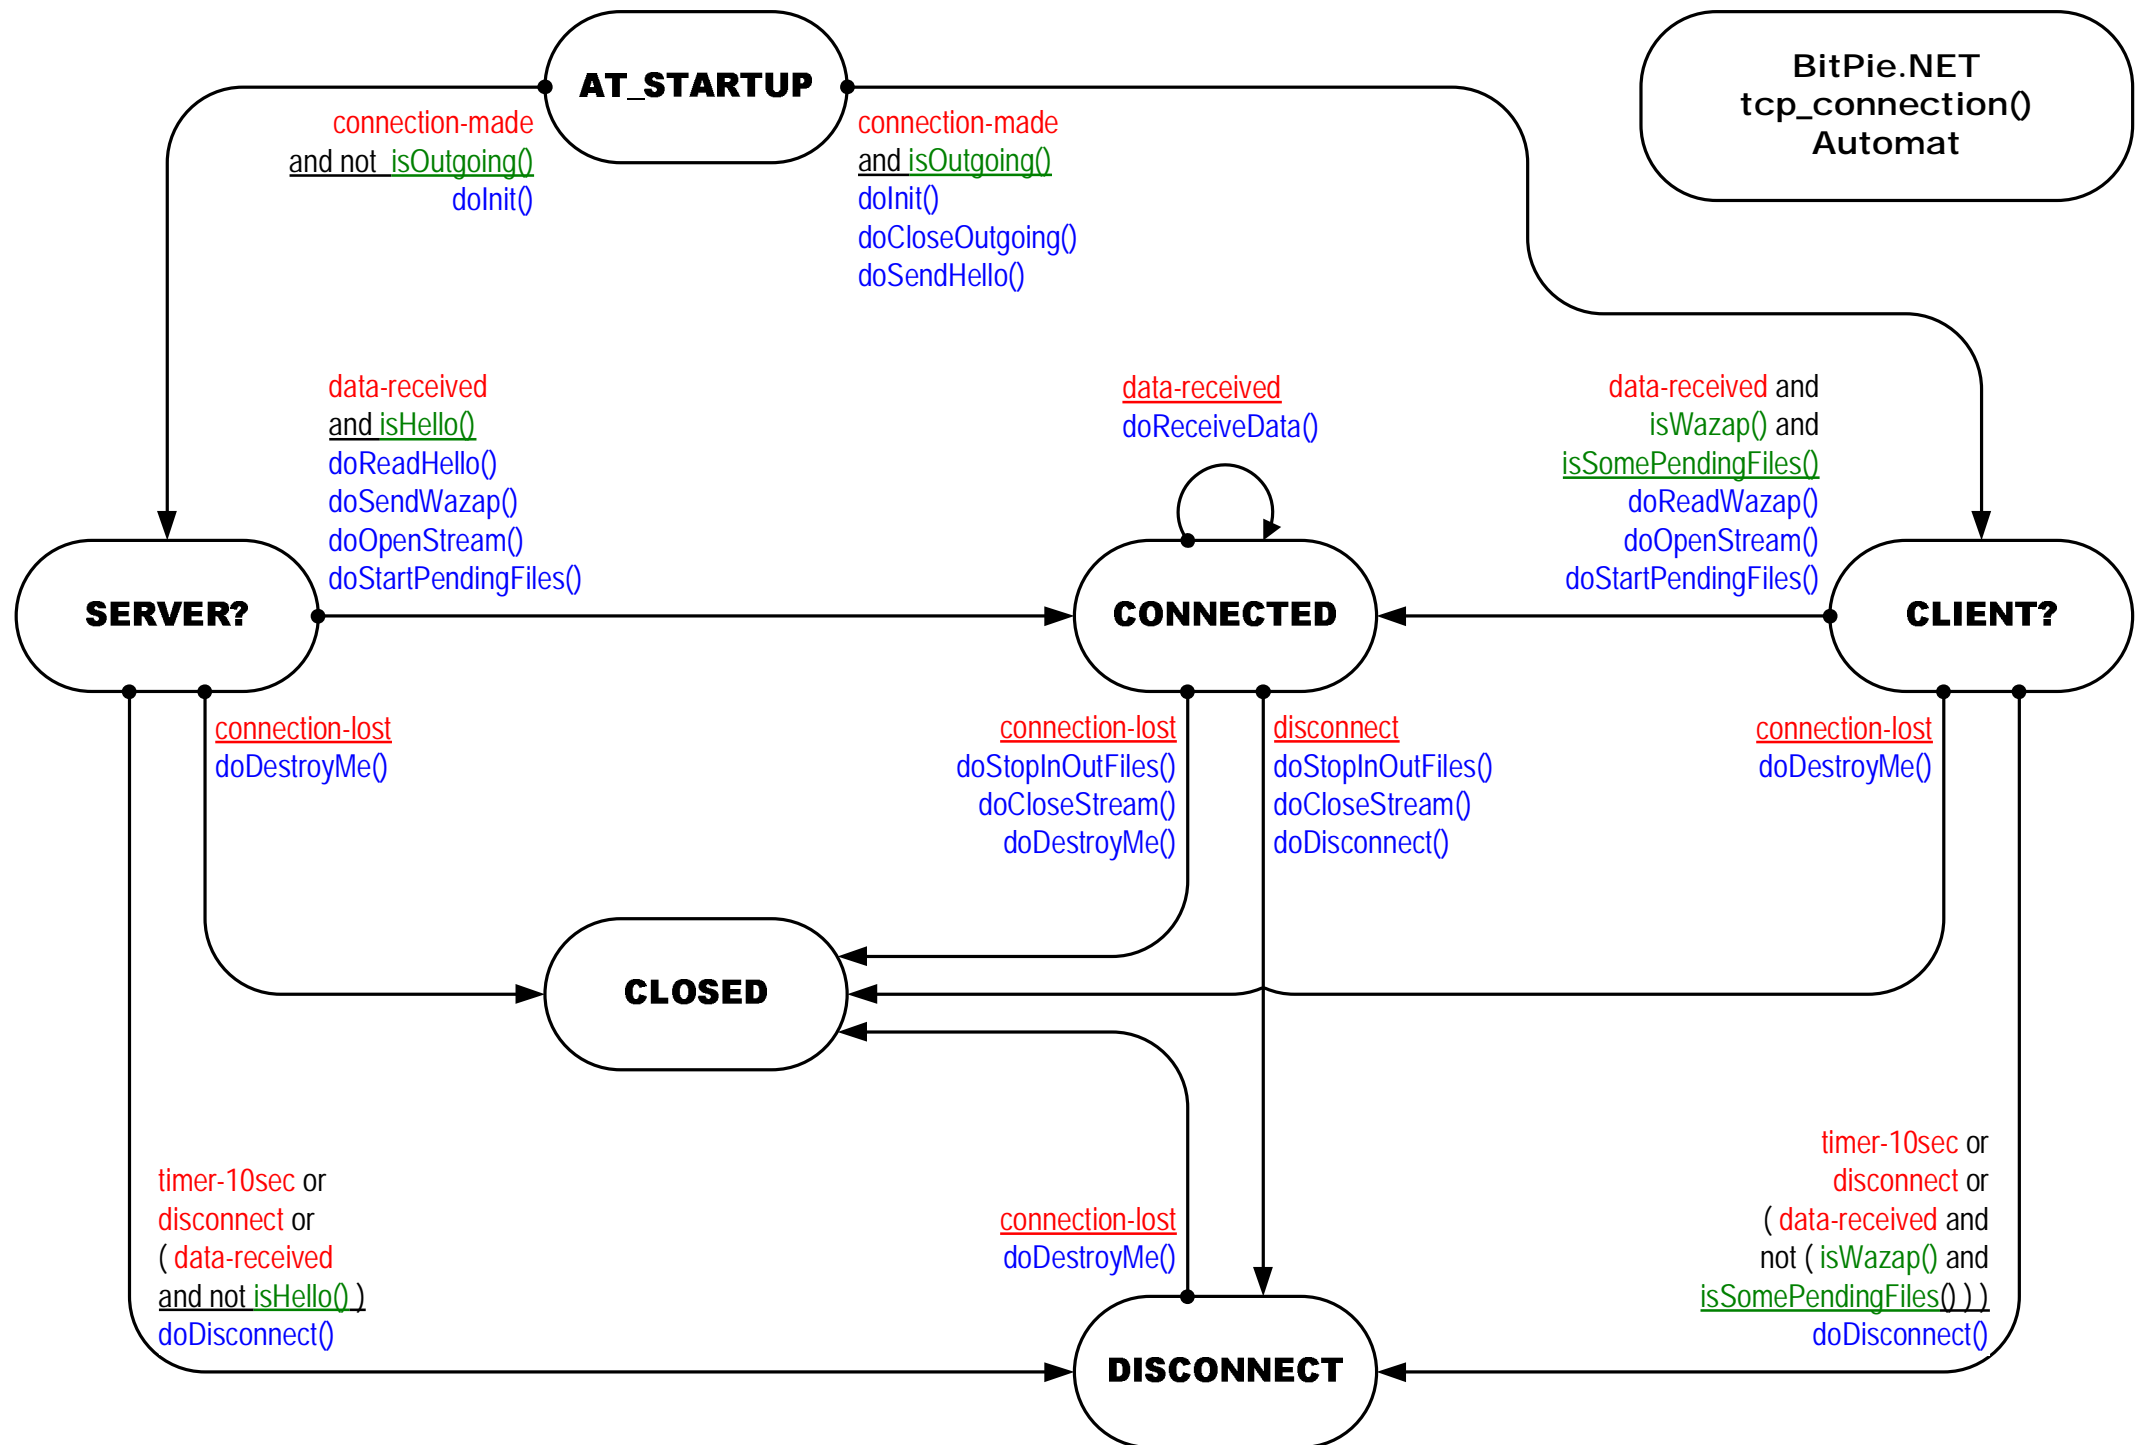 AT_STARTUP
BitPie.NET
tcp_connection()
Automat
connection-made
and not isOutgoing()
doInit()
connection-made
and isOutgoing()
doInit()
doCloseOutgoing()
doSendHello()
data-received
and isHello()
doReadHello()
doSendWazap()
doOpenStream()
doStartPendingFiles()
data-received
doReceiveData()
data-received and
isWazap() and
isSomePendingFiles()
doReadWazap()
doOpenStream()
doStartPendingFiles()
SERVER?
CONNECTED
CLIENT?
connection-lost
doDestroyMe()
connection-lost
doStopInOutFiles()
doCloseStream()
doDestroyMe()
disconnect
doStopInOutFiles()
doCloseStream()
doDisconnect()
connection-lost
doDestroyMe()
CLOSED
timer-10sec or
disconnect or
( data-received
and not isHello() )
doDisconnect()
connection-lost
doDestroyMe()
timer-10sec or
disconnect or
( data-received and
not ( isWazap() and
isSomePendingFiles() ) )
doDisconnect()
DISCONNECT